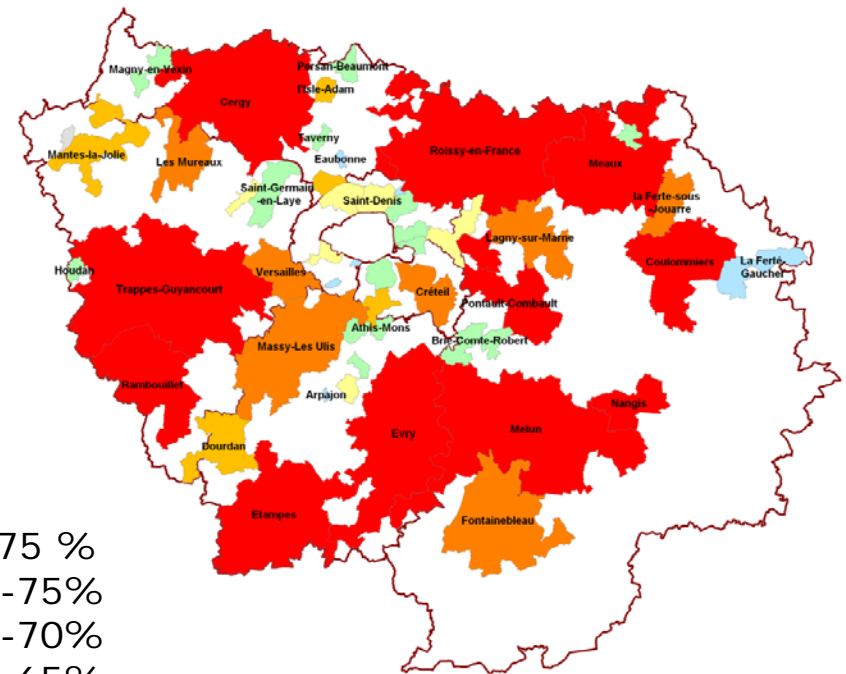 Magny-en-Vexin
Persan-Beaumont
l'Isle-Adam
Cergy
Taverny
Eaubonne
Roissy-en-France
Meaux
Mantes-la-Jolie
Les Mureaux
Saint-Germain
-en-Laye
Saint-Denis
la Ferte-sous
-Jouarre
Lagny-sur-Marne
Coulommiers
La Ferté-
Gaucher
Houdan
Trappes-Guyancourt
Versailles
Créteil
Pontault-Combault
Athis-Mons
Massy-Les Ulis
Brie-Comte-Robert
Rambouillet
Arpajon
Nangis
Evry
Melun
Dourdan
Etampes
Fontainebleau
75 %
-75%
-70%